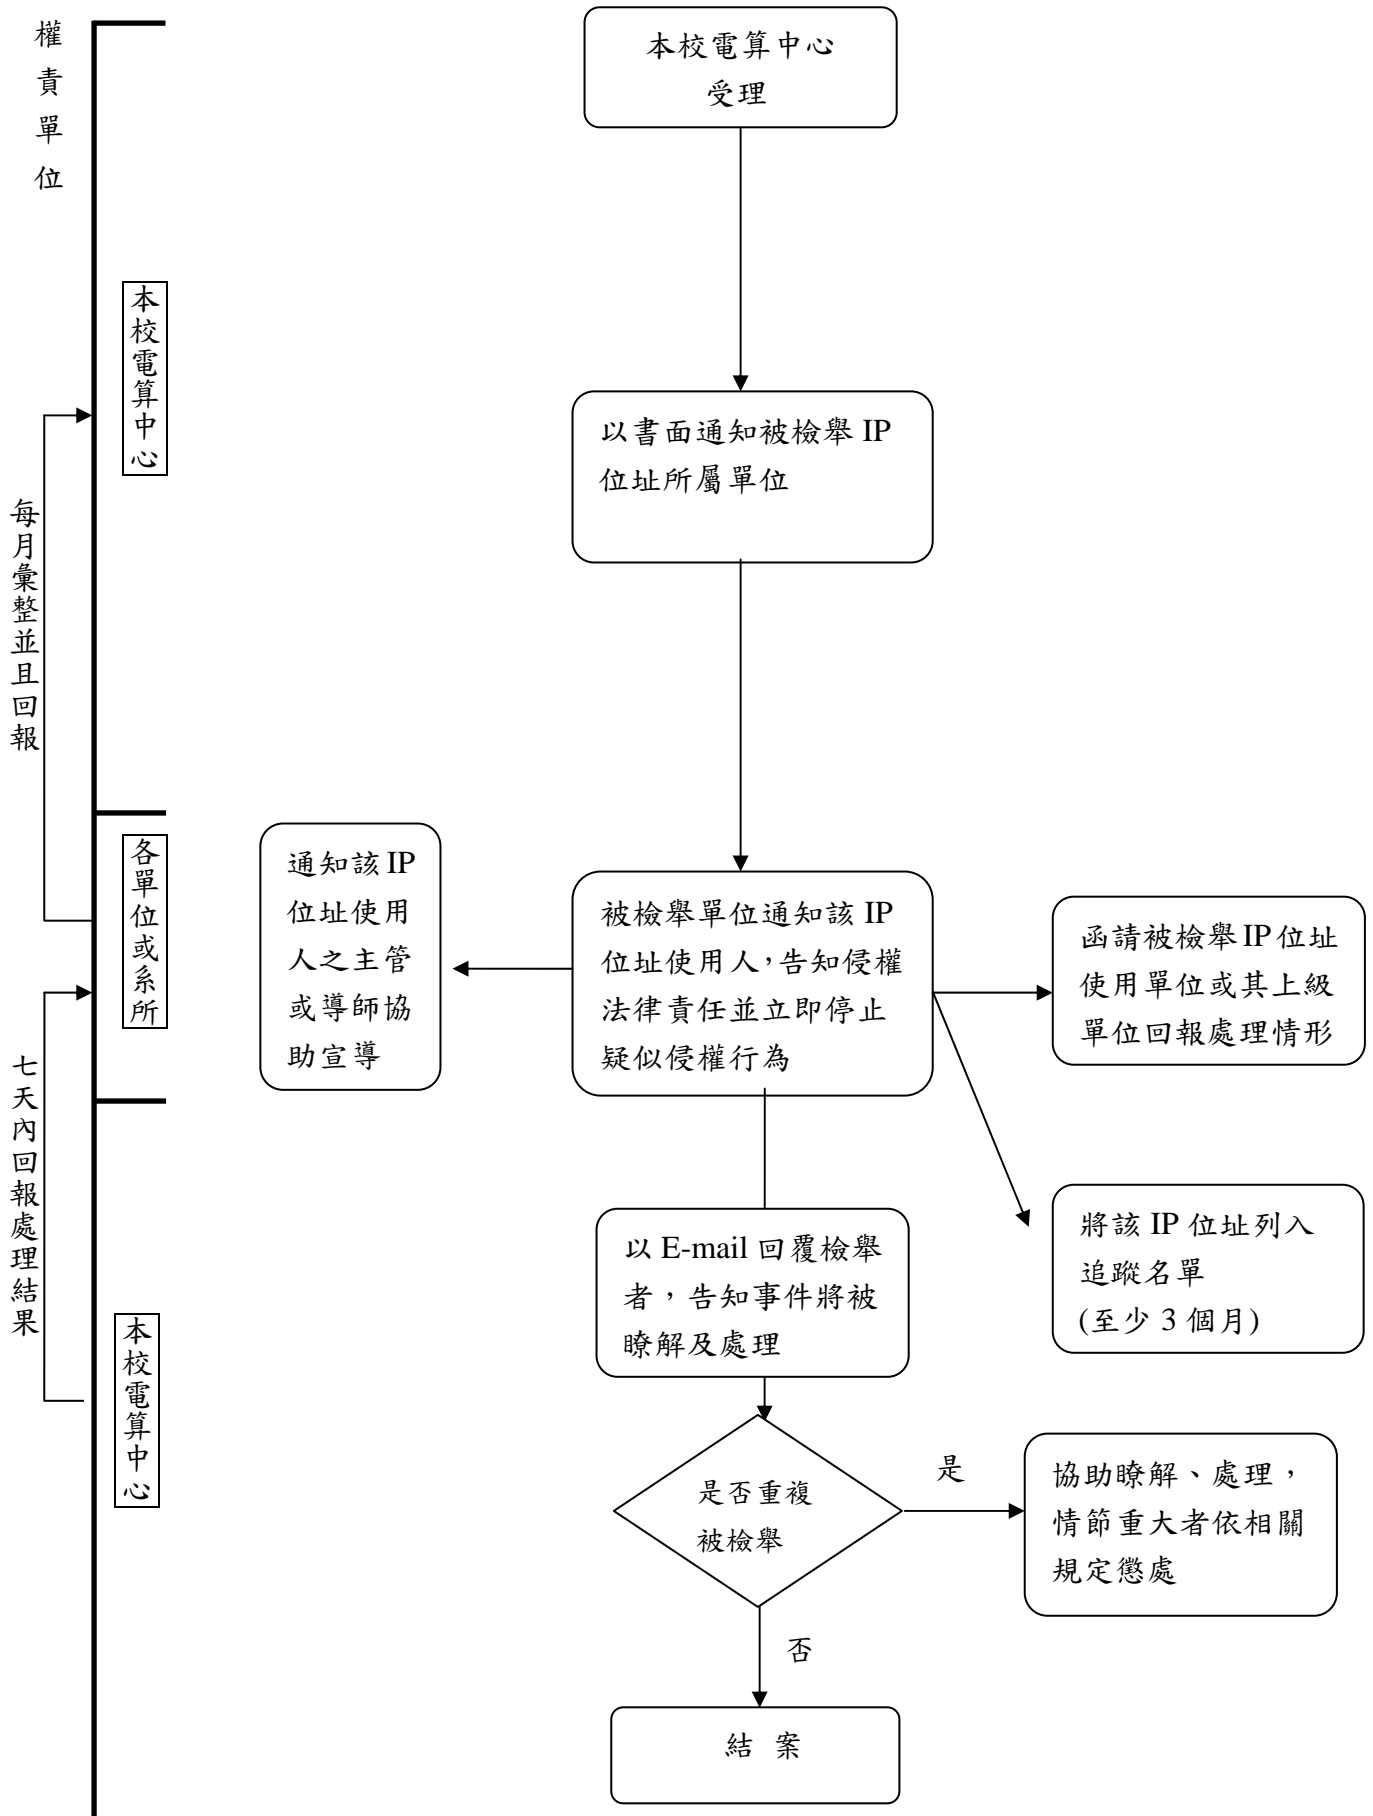 權責單位
本校電算中心
受理
本校電算中心
以書面通知被檢舉 IP
位址所屬單位
每月彙整並且回報
各單位或系所
通知該 IP
位址使用
人之主管
或導師協
助宣導
被檢舉單位通知該 IP
位址使用人,告知侵權
法律責任並立即停止
疑似侵權行為
函請被檢舉 IP 位址
使用單位或其上級
單位回報處理情形
七天內回報處理結果
將該 IP 位址列入
追蹤名單
(至少 3 個月)
以 E-mail 回覆檢舉
者，告知事件將被
瞭解及處理
本校電算中心
是否重複
被檢舉
是
協助瞭解、處理，
情節重大者依相關
規定懲處
否
結 案